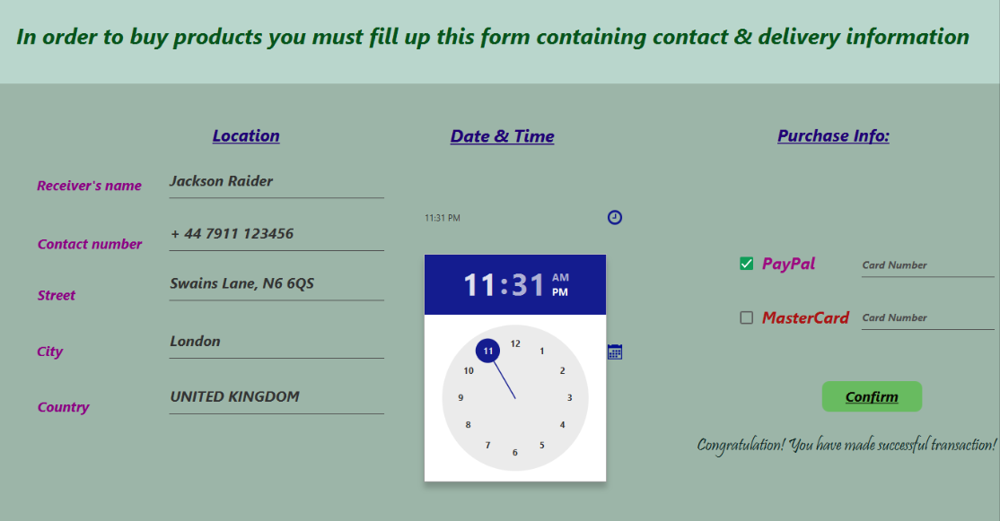 In order to buy products you must fill up this form containing contact & delivery information
Location
Receiver's name
Jackson Raider
Contact number
+ 44 7911 123456
Street
Swains Lane, N6 6QS
City
London
Country
UNITED KINGDOM
Date & Time
11:31 PM
11:31
AM
PM
12
1
2
3
4
5
6
7
8
9
10
11
Purchase Info:
PayPal
Card Number
MasterCard
Card Number
Confirm
Congratulation! You have made successful transaction!